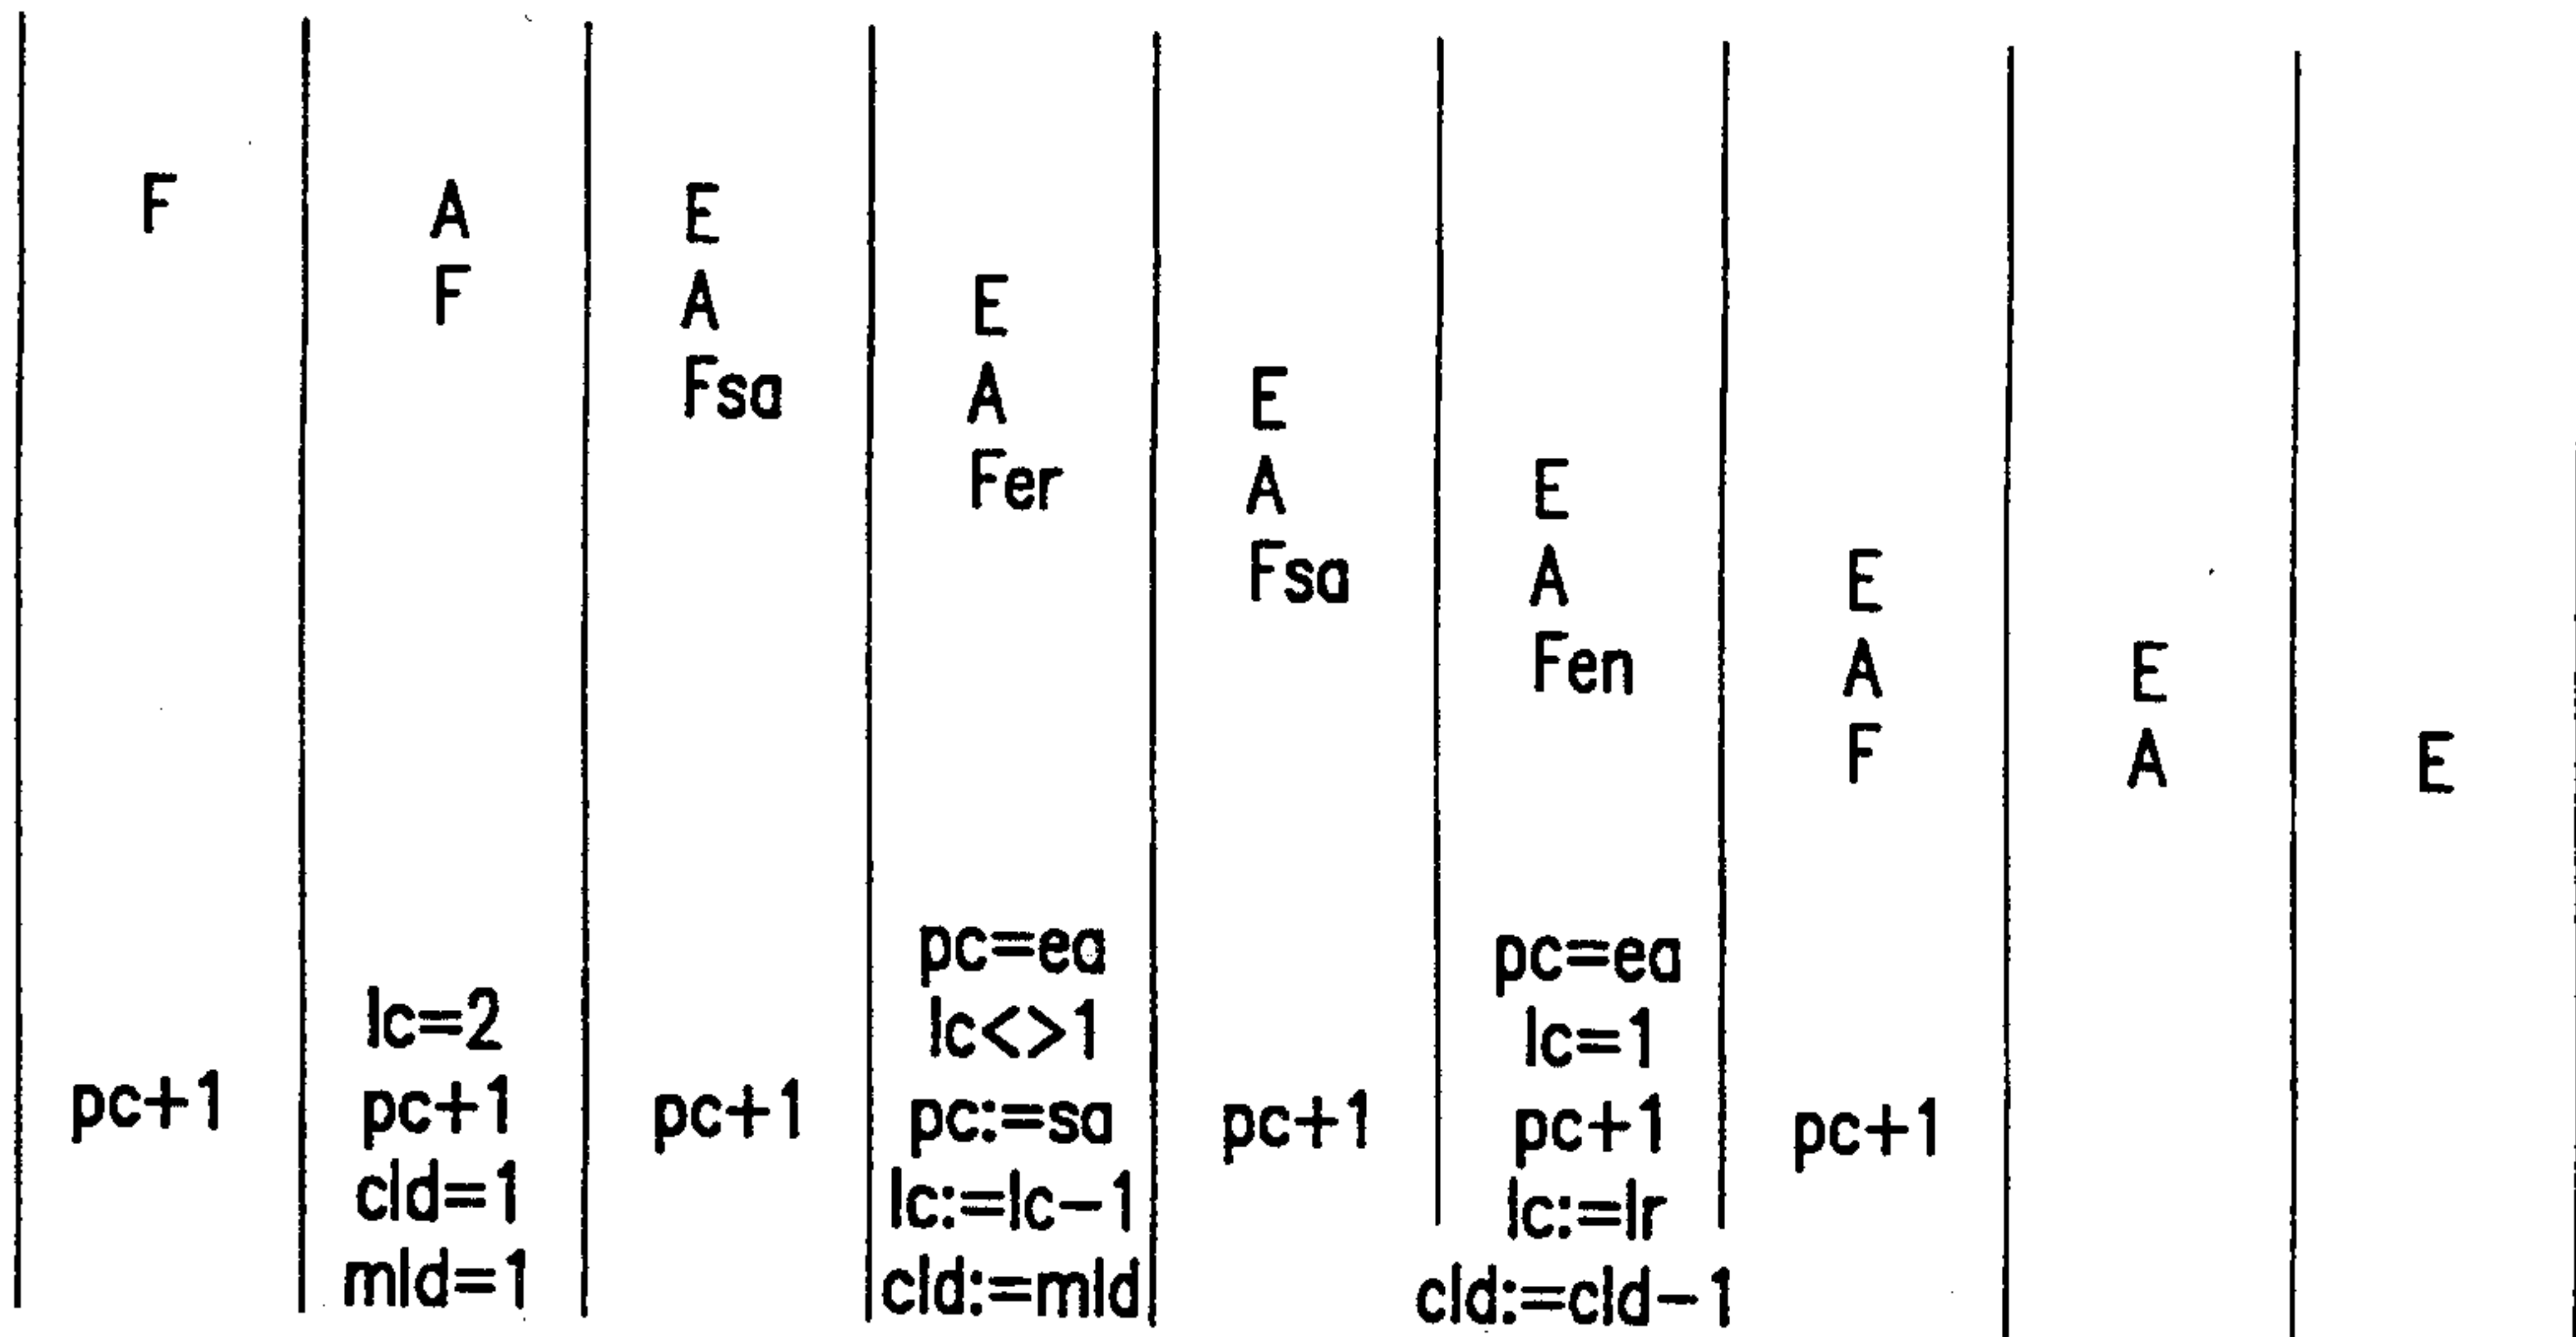 F A E
F A E
Fsa A E
Fer A E
Fsa A E
Fen A E
F A E
pc=ea pc=ea
lc=2 lc<>1 lc=1
pc+1 pc+1 pc+1 pc:=sa pc+1 pc+1 pc+1
cld=1 lc:=lc-1 lc:=lr
mld=1 cld:=mld cld:=cld-1